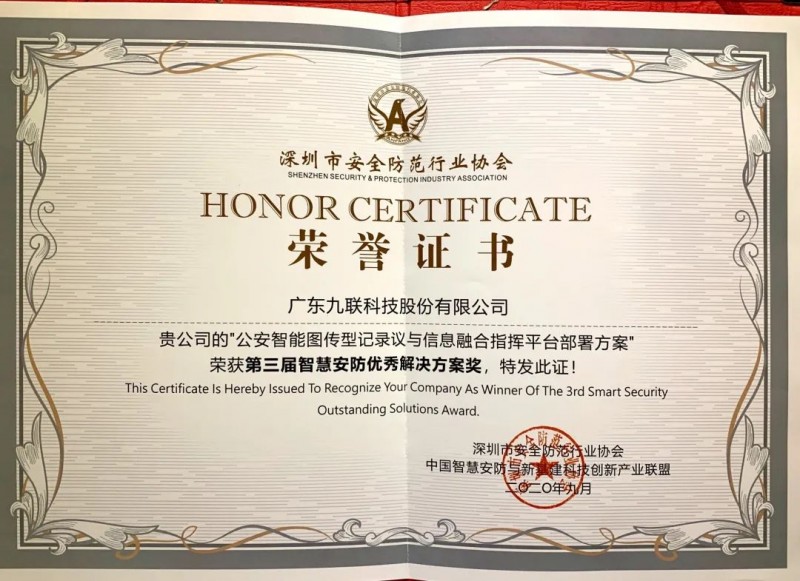 深圳市安全防范行业协会
SHENZHEN SECURITY & PROTECTION INDUSTRY ASSOCIATION
HONOR CERTIFICATE
荣誉证书
广东九联科技股份有限公司
贵公司的"公安智能图传型记录议与信息融合指挥平台部署方案"
荣获第三届智慧安防优秀解决方案奖，特发此证！
This Certificate Is Hereby Issued To Recognize Your Company As Winner Of The 3rd Smart Security
Outstanding Solutions Award.
深圳市安全防范行业协会
中国智慧安防与新基建科技创新产业联盟
二〇二〇年九月